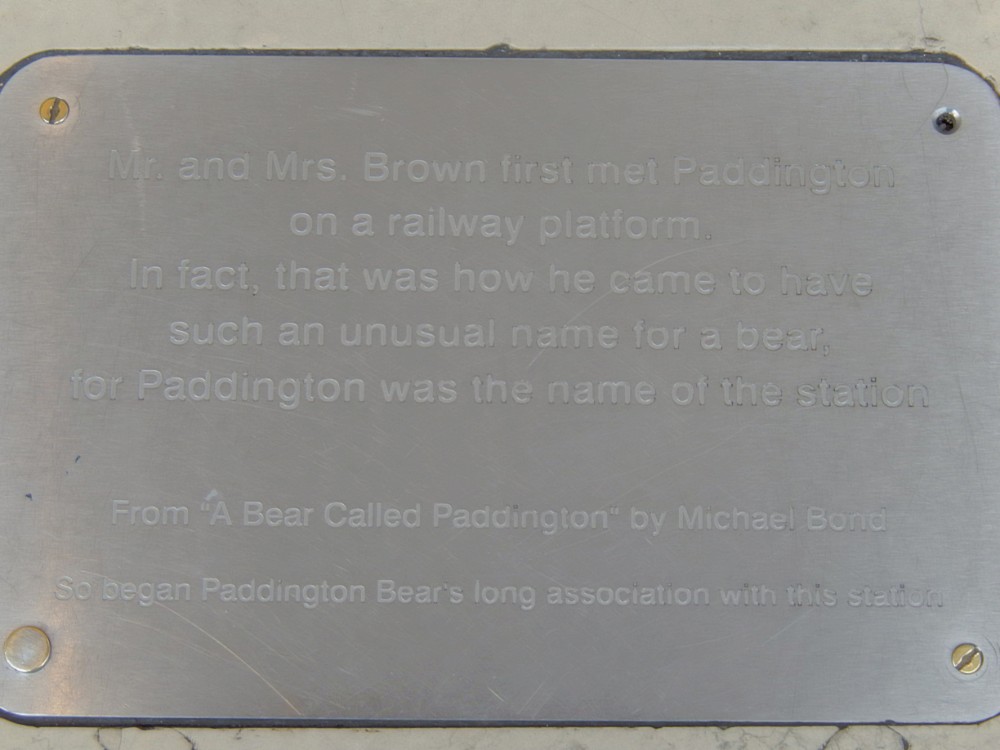 Mr. and Mrs. Brown first met Paddington
on a railway platform.
In fact, that was how he came to have
such an unusual name for a bear,
for Paddington was the name of the station
From "A Bear Called Paddington" by Michael Bond
So began Paddington Bear's long association with this station